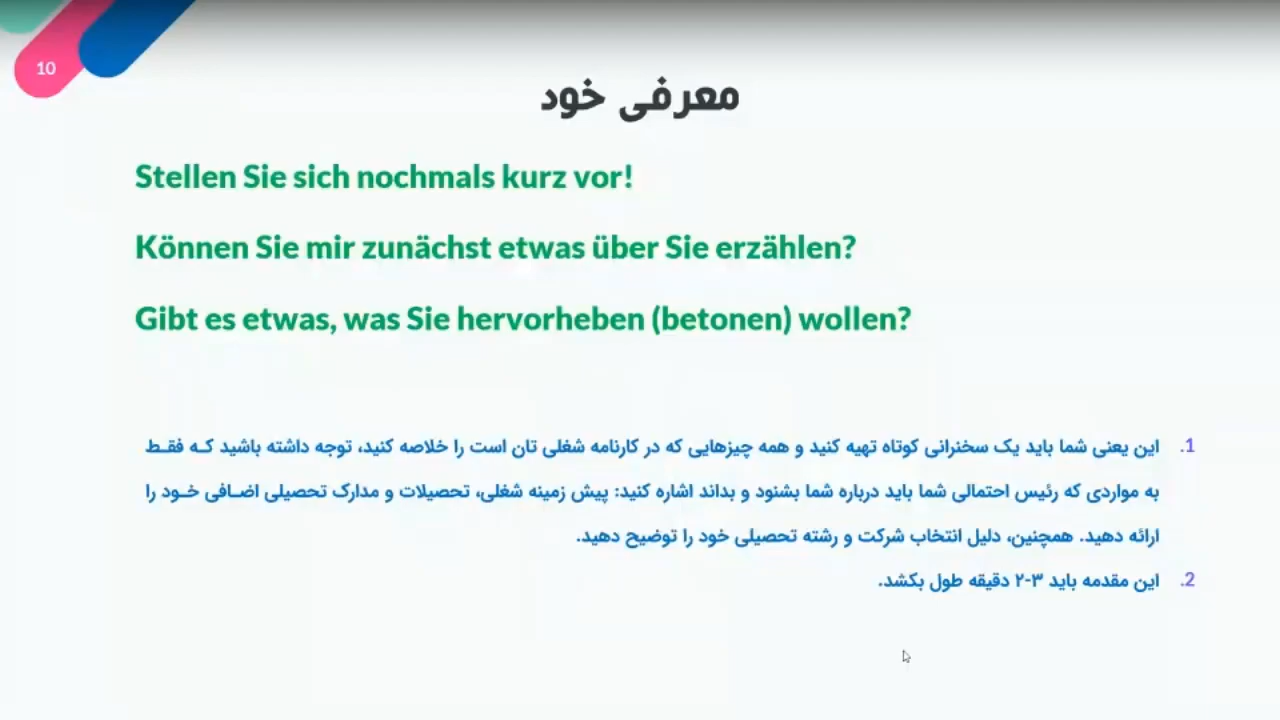 10
معرفی خود
Stellen Sie sich nochmals kurz vor!
Können Sie mir zunächst etwas über Sie erzählen?
Gibt es etwas, was Sie hervorheben (betonen) wollen?
1. این یعنی شما باید یک سخنرانی کوتاه تهیه کنید و همه چیزهایی که در کارنامه شغلی تان است را خلاصه کنید، توجه داشته باشید که فقط
به مواردی که رئیس احتمالی شما باید درباره شما بشنود و بداند اشاره کنید: پیش زمینه شغلی، تحصیلات و مدارک تحصیلی اضافی خود را
ارائه دهید. همچنین، دلیل انتخاب شرکت و رشته تحصیلی خود را توضیح دهید.
2. این مقدمه باید ۳-۲ دقیقه طول بکشد.